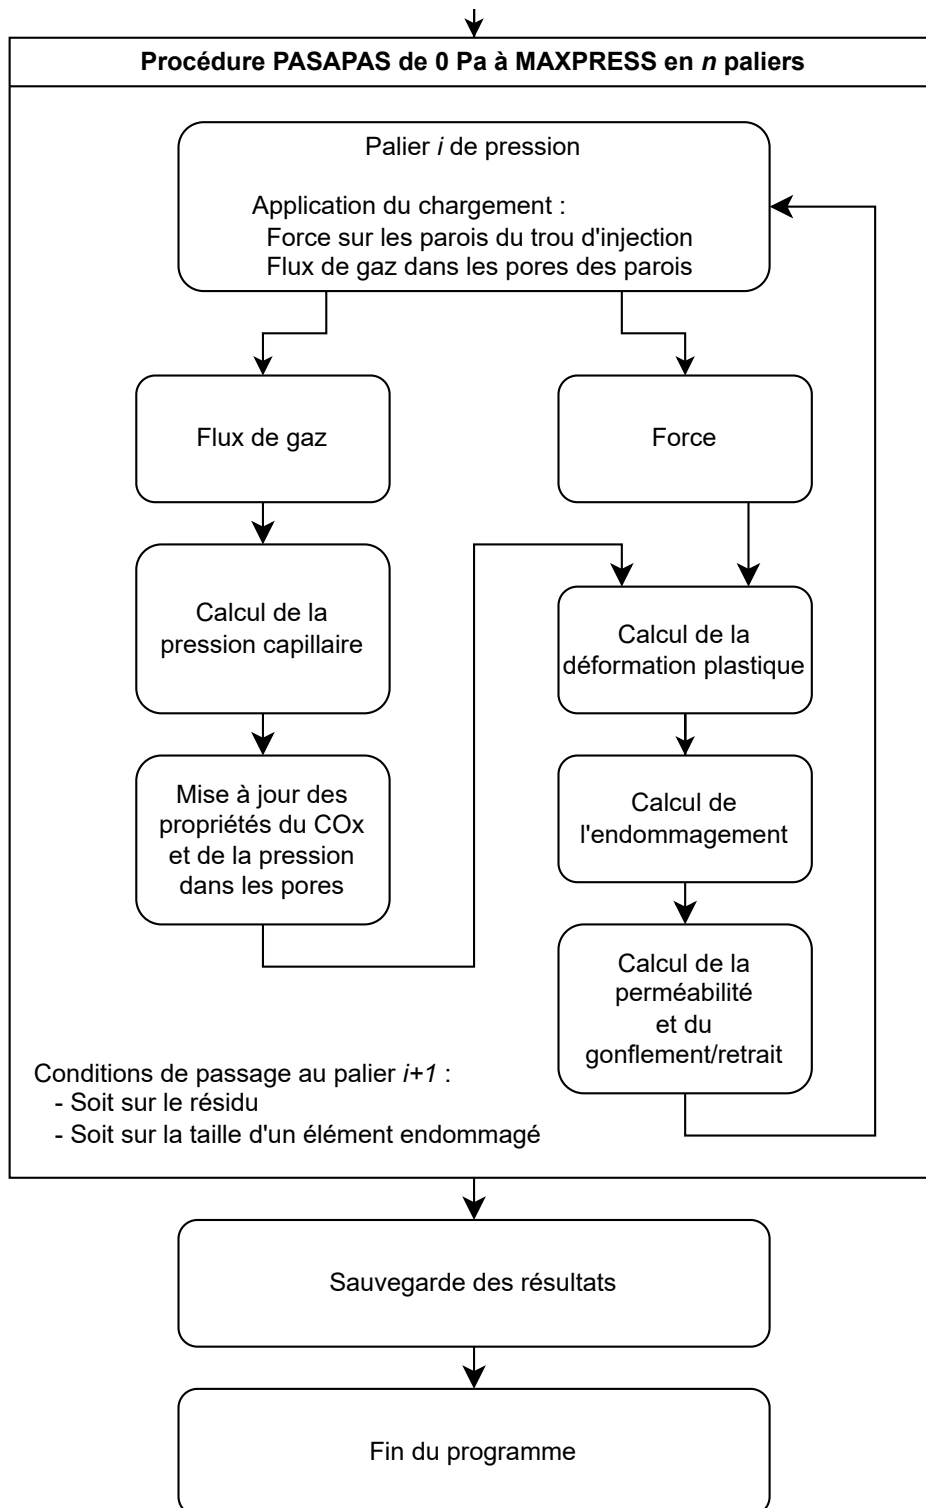 Procédure PASAPAS de 0 Pa à MAXPRESS en n paliers
Palier i de pression
Application du chargement :
Force sur les parois du trou d'injection
Flux de gaz dans les pores des parois
Flux de gaz
Force
Calcul de la
pression capillaire
Calcul de la
déformation plastique
Mise à jour des
propriétés du COx
et de la pression
dans les pores
Calcul de
l'endommagement
Calcul de la
perméabilité
et du
gonflement/retrait
Conditions de passage au palier i+1 :
- Soit sur le résidu
- Soit sur la taille d'un élément endommagé
Sauvegarde des résultats
Fin du programme